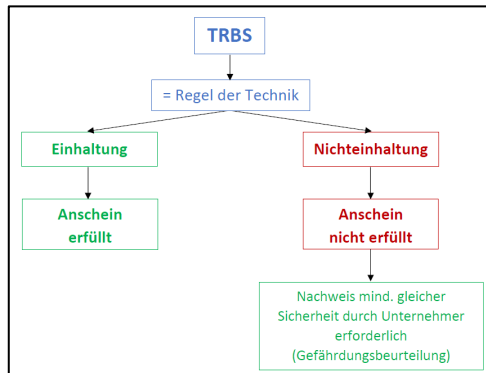 TRBS
= Regel der Technik
Einhaltung
Nichteinhaltung
Anschein
erfüllt
Anschein
nicht erfüllt
Nachweis mind. gleicher
Sicherheit durch Unternehmer
erforderlich
(Gefährdungsbeurteilung)